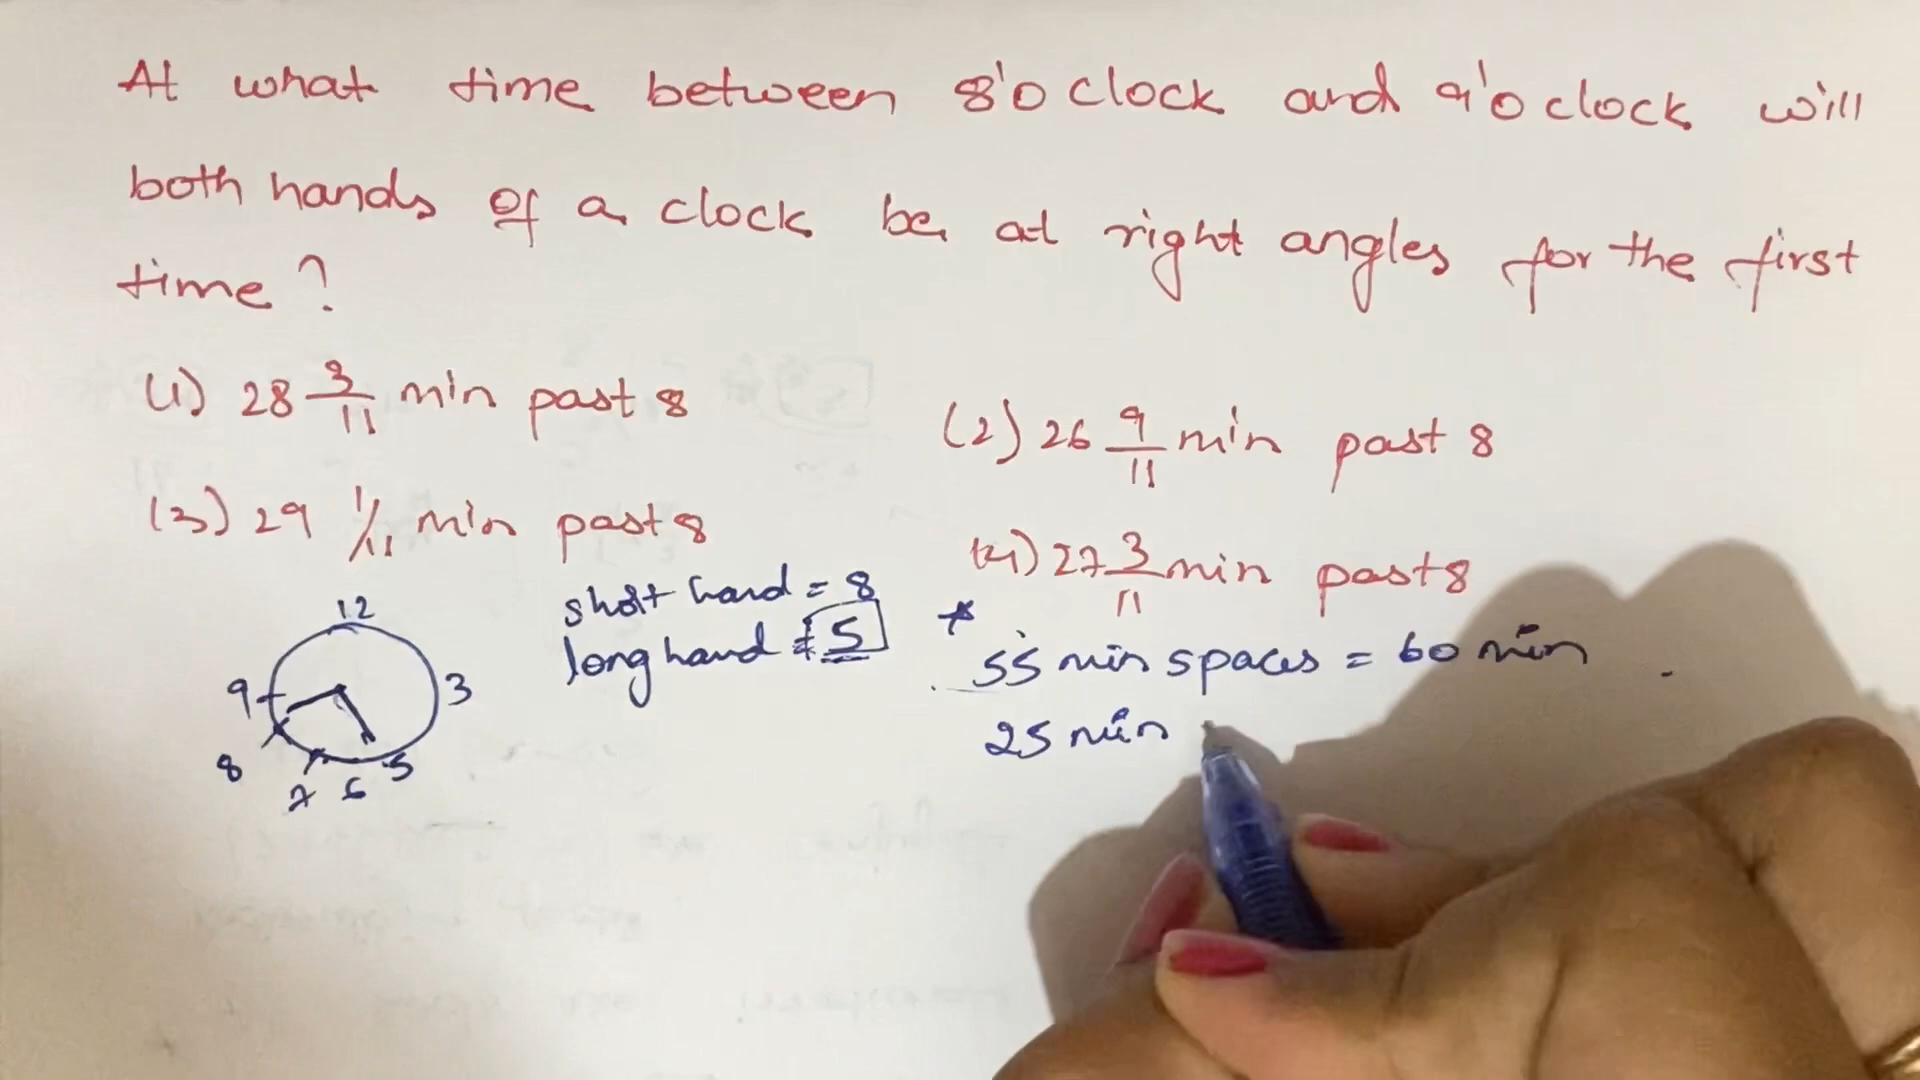 At what time between 8'o clock and 9'o clock will
both hands of a clock be at right angles for the first
time?
(1) 28 3/11 min past 8
(2) 26 9/11 min past 8
(3) 29 1/11 min past 8
(4) 27 3/11 min past 8
short hand = 8
long hand = 5
12
9
3
8
7
6
5
* 55 min spaces = 60 min
25 min